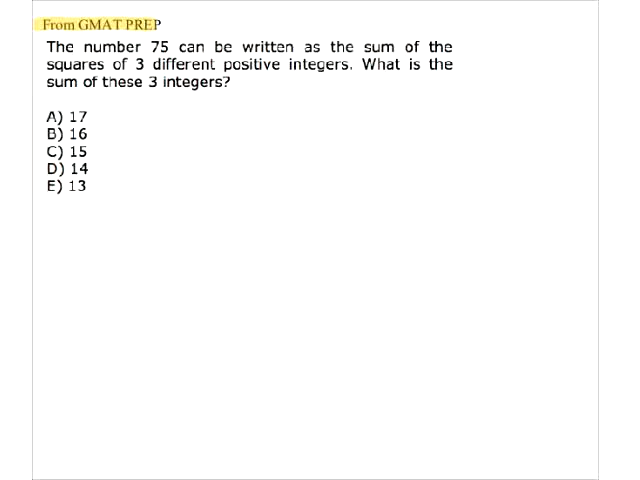 From GMAT PREP
The number 75 can be written as the sum of the
squares of 3 different positive integers. What is the
sum of these 3 integers?
A) 17
B) 16
C) 15
D) 14
E) 13